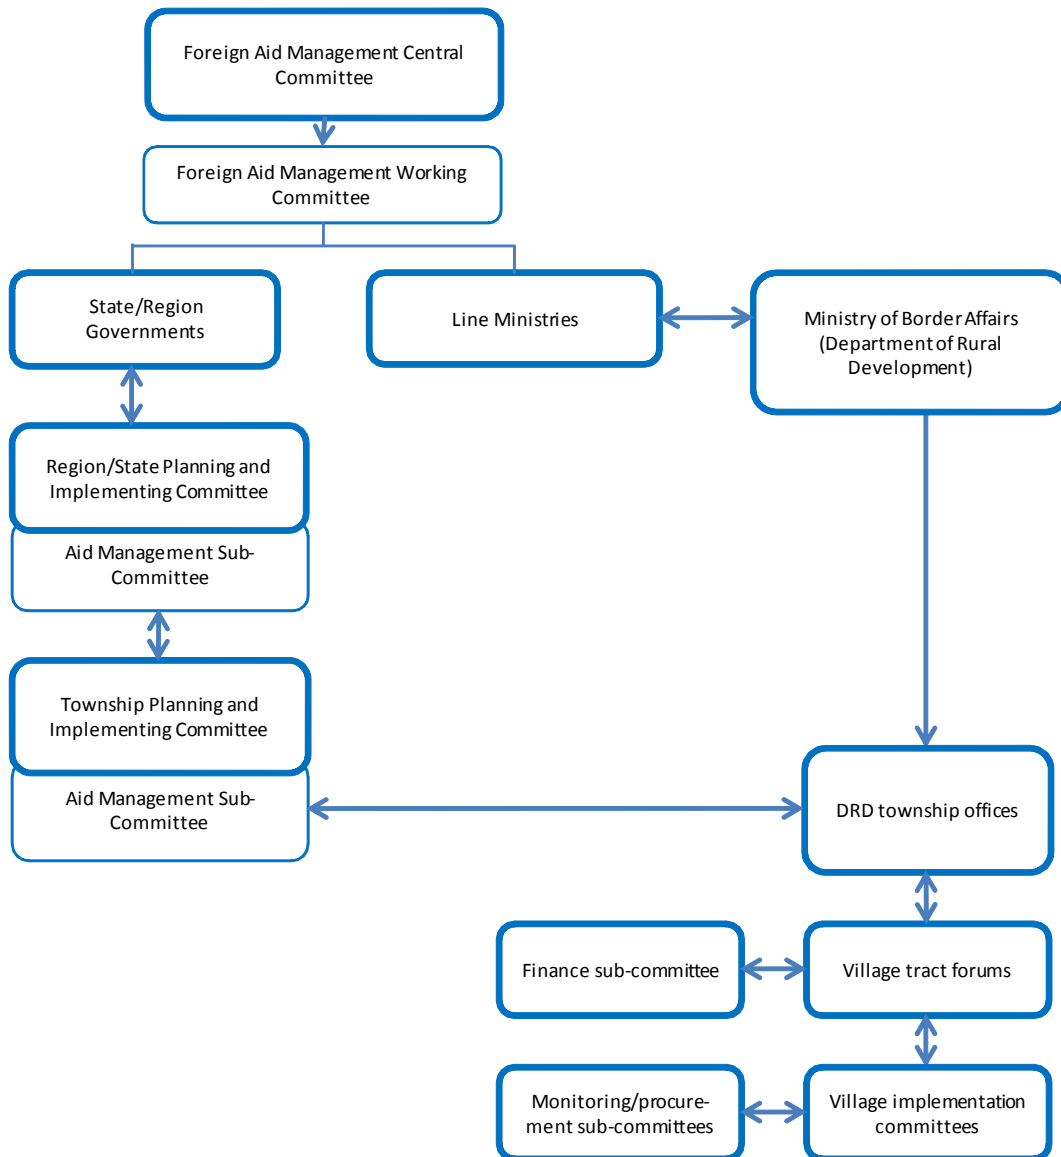 Foreign Aid Management Central
Committee
Foreign Aid Management Working
Committee
State/Region
Governments
Line Ministries
Ministry of Border Affairs
(Department of Rural
Development)
Region/State Planning and
Implementing Committee
Aid Management Sub-
Committee
Township Planning and
Implementing Committee
Aid Management Sub-
Committee
DRD township offices
Finance sub-committee
Village tract forums
Monitoring/procure-
ment sub-committees
Village implementation
committees